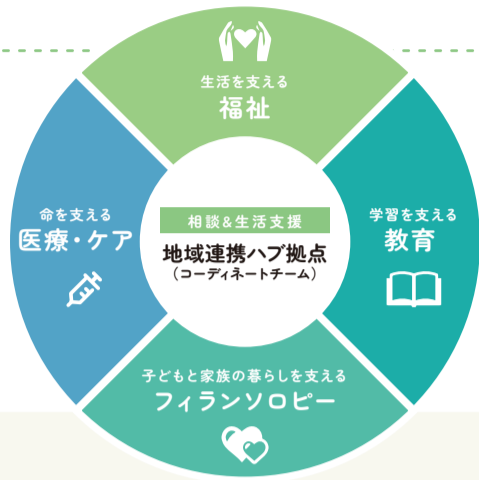 生活を支える
福祉
命を支える
医療・ケア
相談&生活支援
地域連携ハブ拠点
（コーディネートチーム）
学習を支える
教育
子どもと家族の暮らしを支える
フィランソロピー